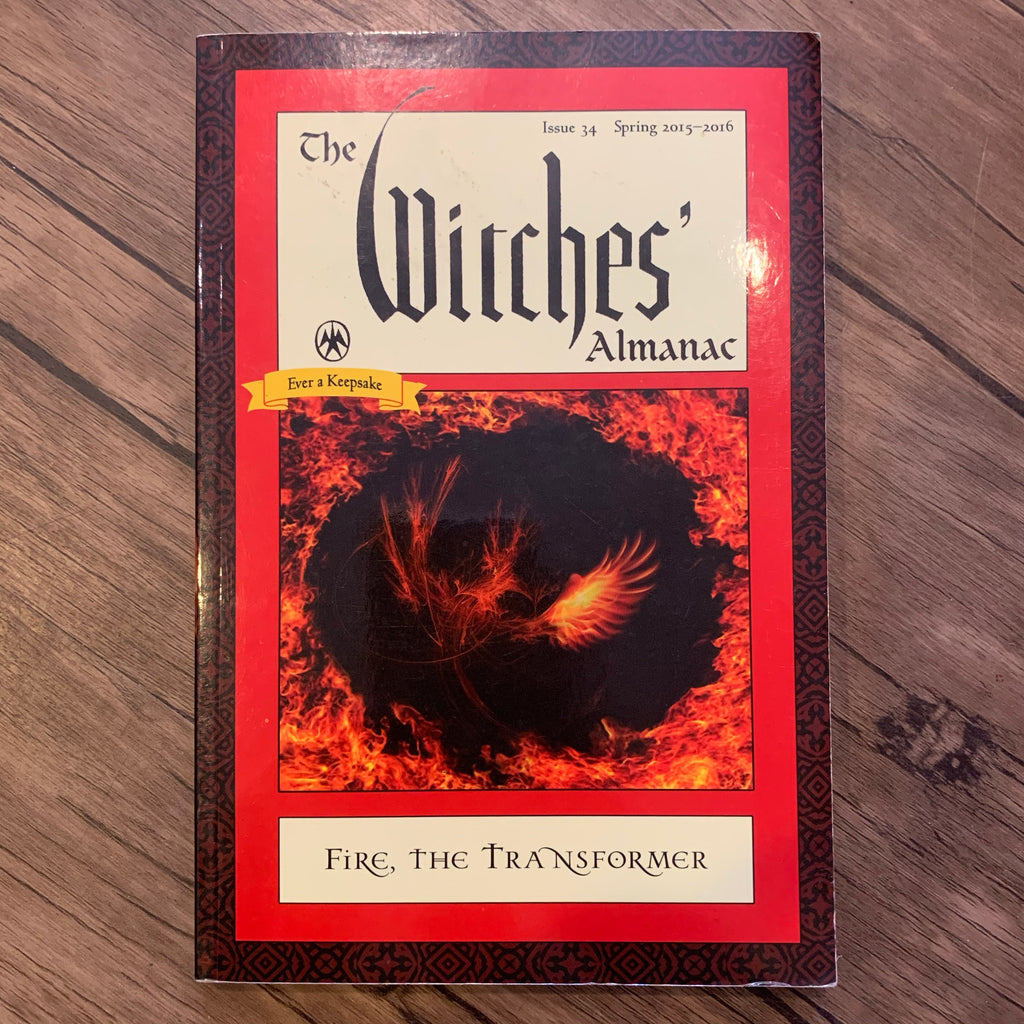 Issue 34 Spring 2015–2016
The
Witches'
Almanac
Ever a Keepsake
Fire, the Transformer